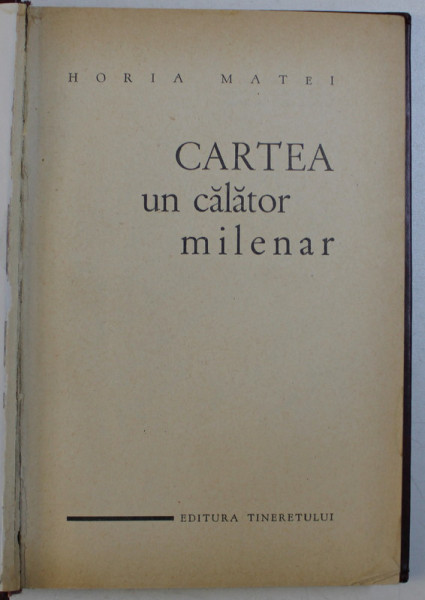 HORIA MATEI
CARTEA
un călător
milenar
EDITURA TINERETULUI